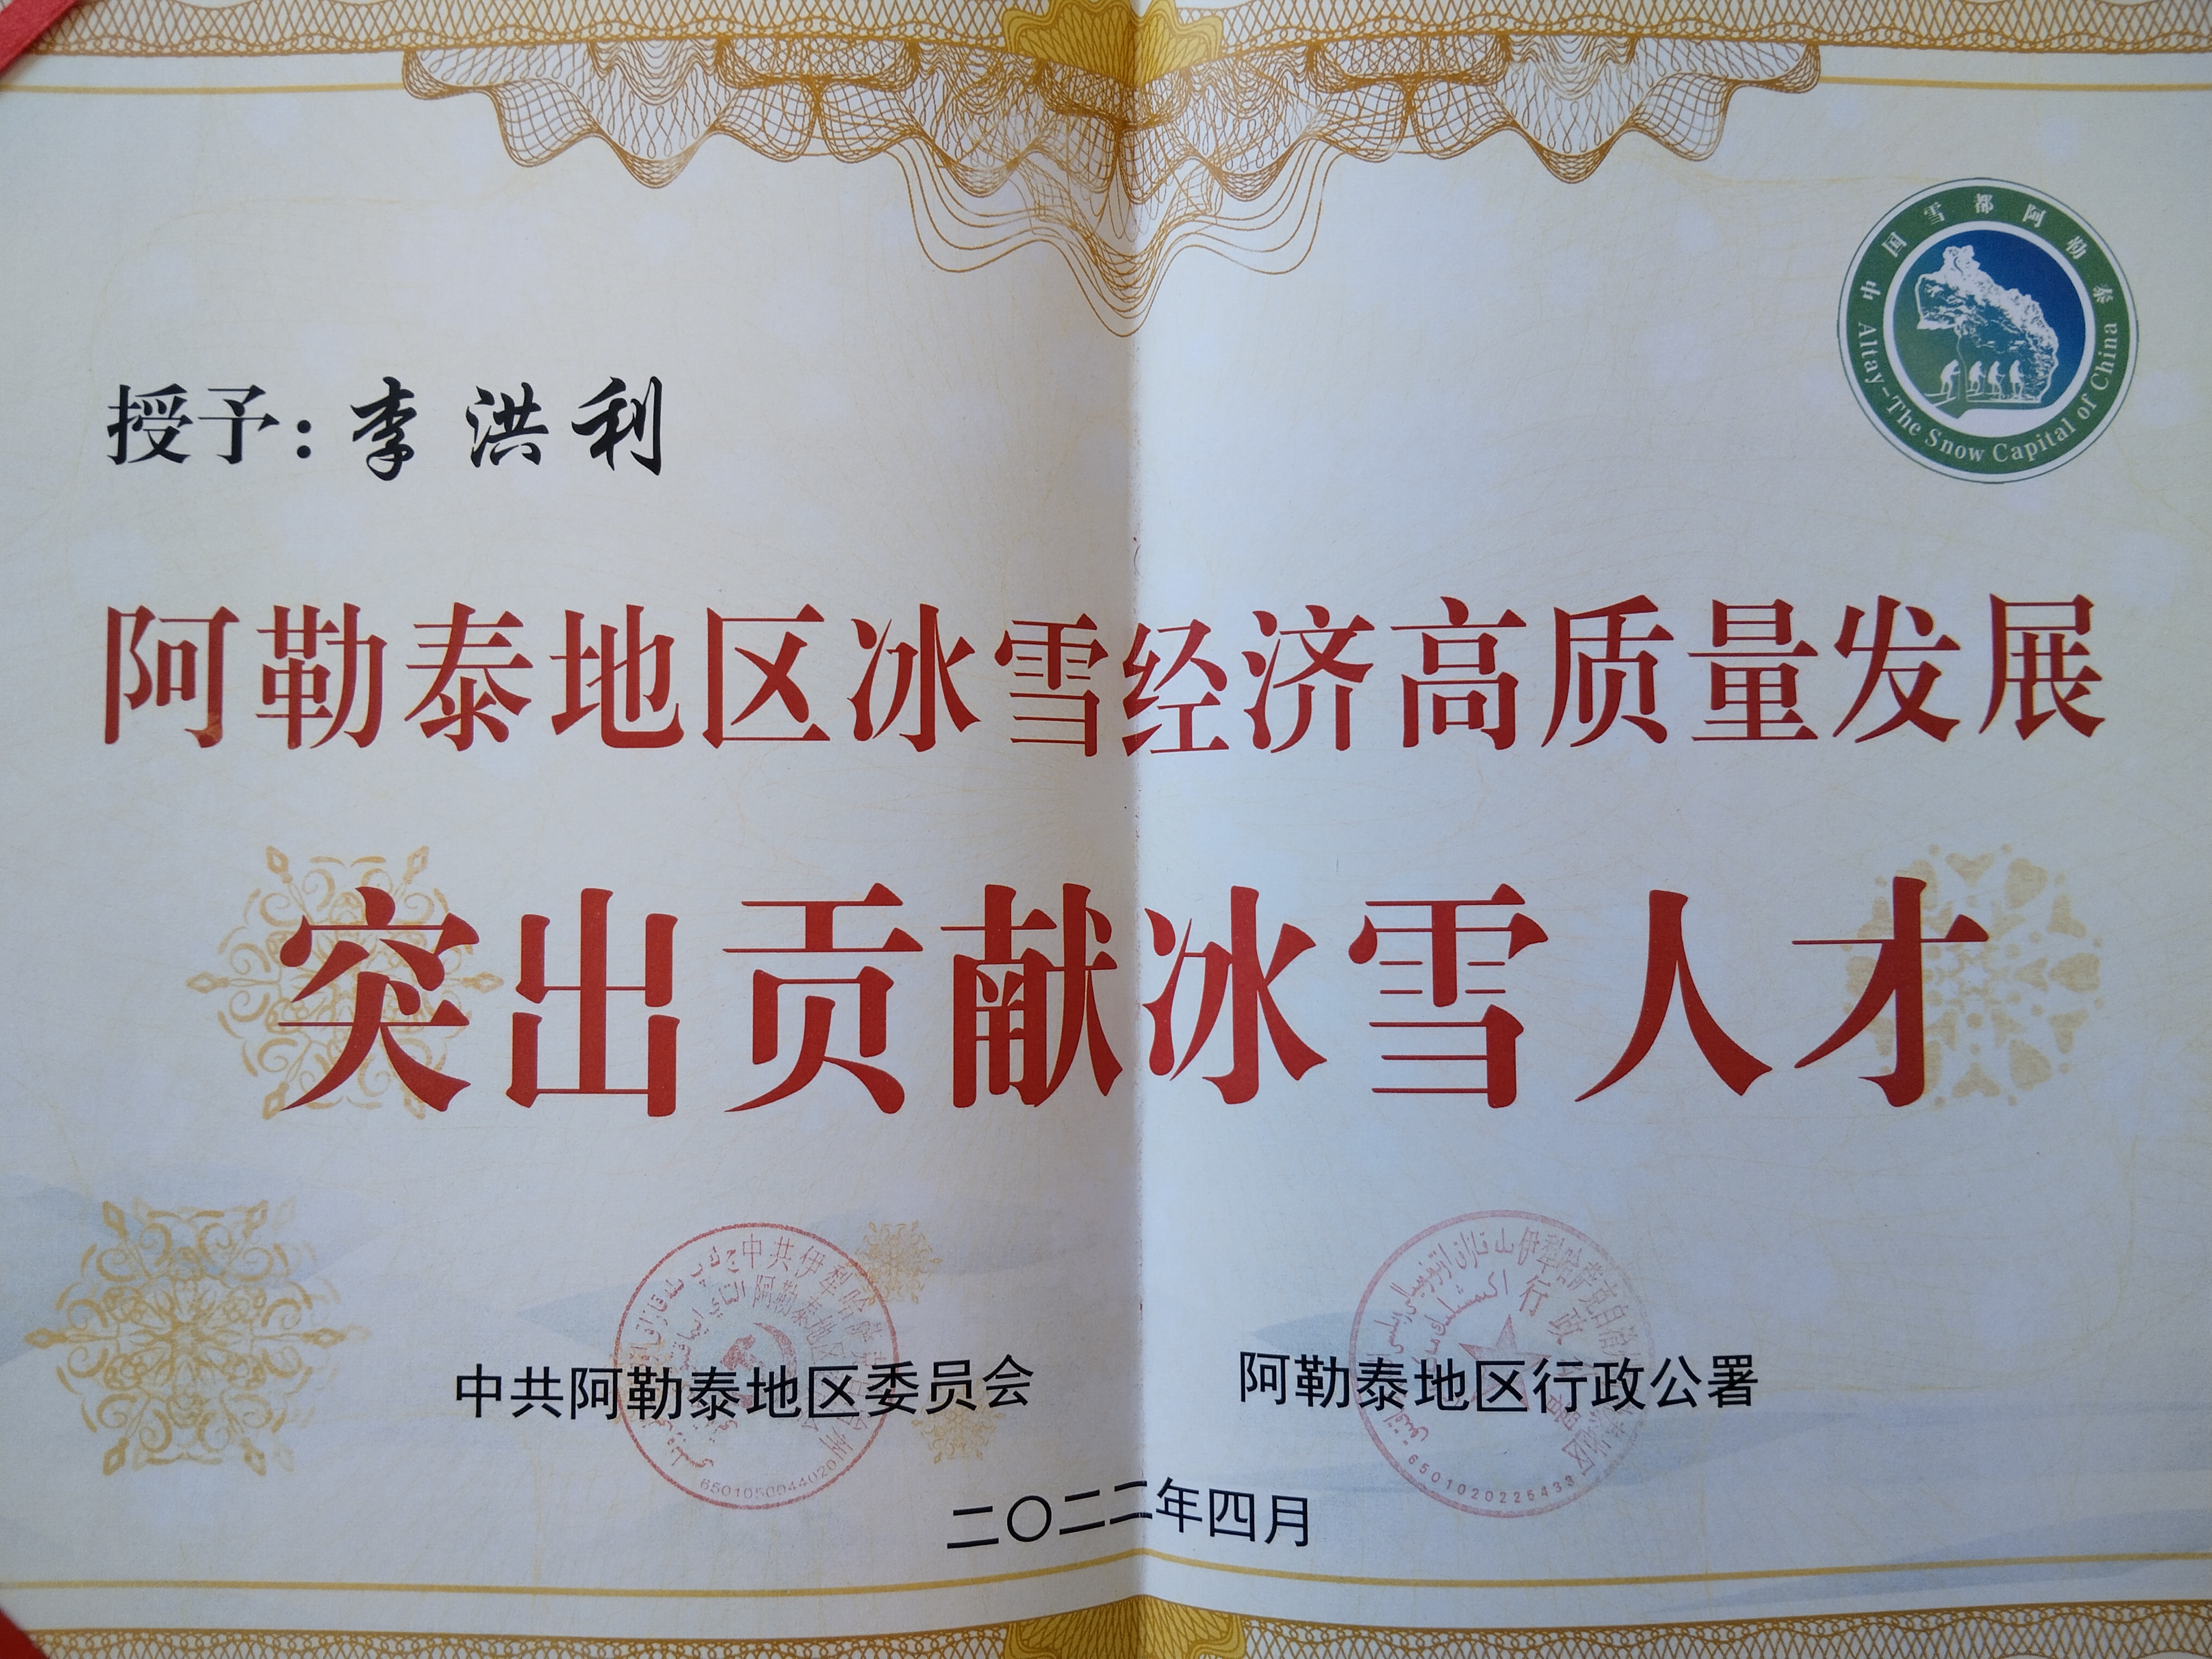 中国雪都阿勒泰
Altay-The Snow Capital of China
授予：李洪利
阿勒泰地区冰雪经济高质量发展
突出贡献冰雪人才
中共阿勒泰地区委员会 阿勒泰地区行政公署
6501050044020
6501020226433
二〇二二年四月